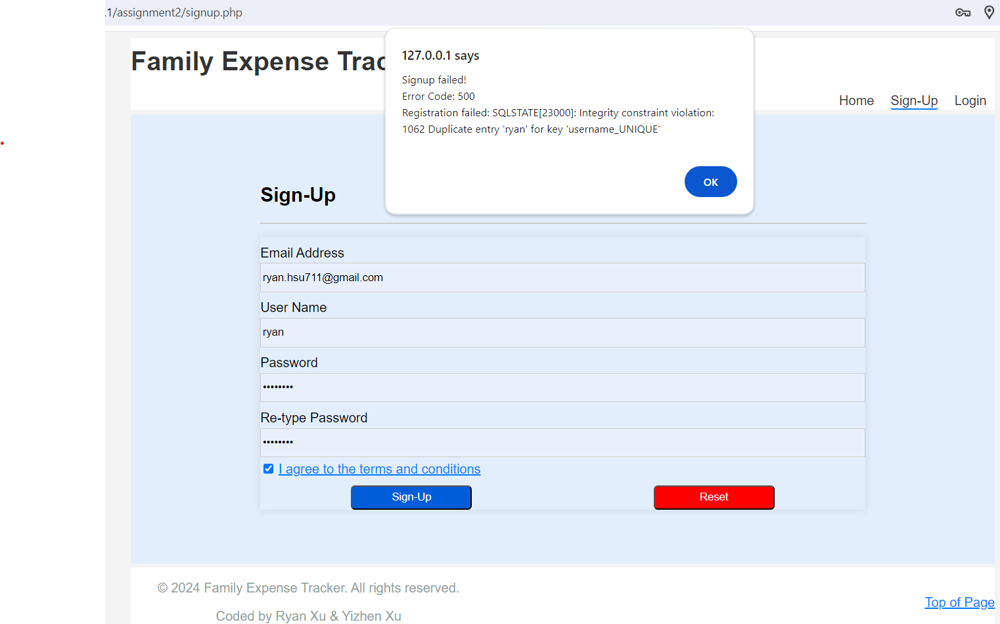 .1/assignment2/signup.php
127.0.0.1 says
Signup failed!
Error Code: 500
Registration failed: SQLSTATE[23000]: Integrity constraint violation:
1062 Duplicate entry 'ryan' for key 'username_UNIQUE'
OK
Family Expense Trac
Home Sign-Up Login
Sign-Up
Email Address
ryan.hsu711@gmail.com
User Name
ryan
Password
••••••••
Re-type Password
••••••••
I agree to the terms and conditions
Sign-Up Reset
© 2024 Family Expense Tracker. All rights reserved.
Top of Page
Coded by Ryan Xu & Yizhen Xu